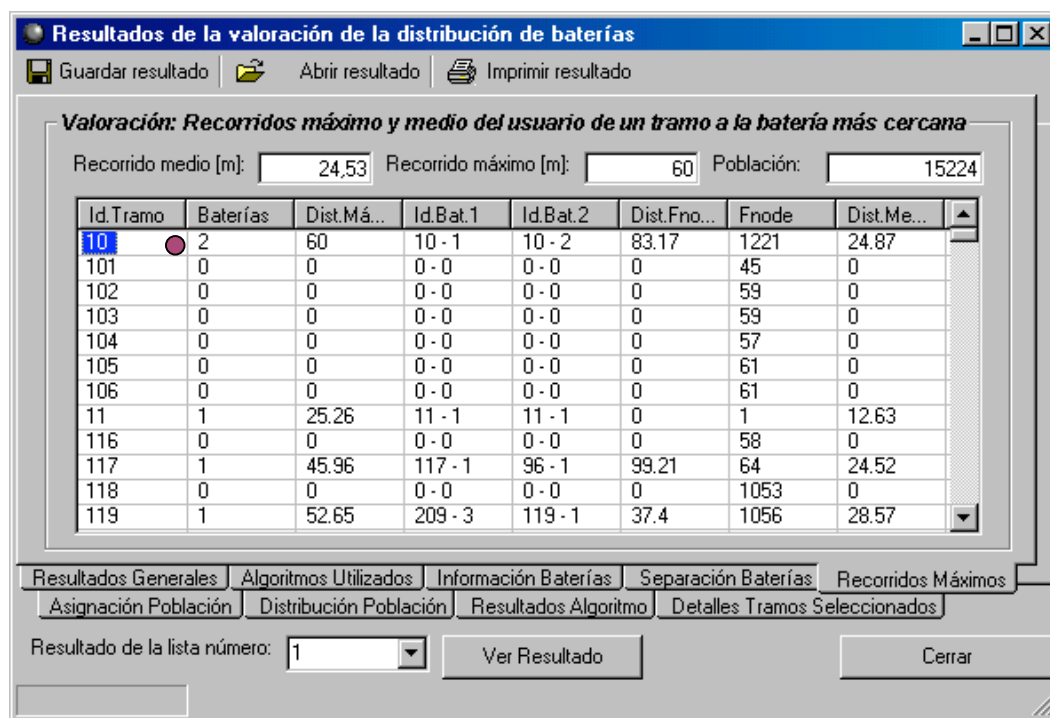 Resultados de la valoración de la distribución de baterías
Guardar resultado Abrir resultado Imprimir resultado
Valoración: Recorridos máximo y medio del usuario de un tramo a la batería más cercana
Recorrido medio [m]: 24,53 Recorrido máximo [m]: 60 Población: 15224
Id.Tramo Baterías Dist.Má... Id.Bat.1 Id.Bat.2 Dist.Fno... Fnode Dist.Me...
10 2 60 10 - 1 10 - 2 83.17 1221 24.87
101 0 0 0 - 0 0 - 0 0 45 0
102 0 0 0 - 0 0 - 0 0 59 0
103 0 0 0 - 0 0 - 0 0 59 0
104 0 0 0 - 0 0 - 0 0 57 0
105 0 0 0 - 0 0 - 0 0 61 0
106 0 0 0 - 0 0 - 0 0 61 0
11 1 25.26 11 - 1 11 - 1 0 1 12.63
116 0 0 0 - 0 0 - 0 0 58 0
117 1 45.96 117 - 1 96 - 1 99.21 64 24.52
118 0 0 0 - 0 0 - 0 0 1053 0
119 1 52.65 209 - 3 119 - 1 37.4 1056 28.57
Resultados Generales Algoritmos Utilizados Información Baterías Separación Baterías Recorridos Máximos
Asignación Población Distribución Población Resultados Algoritmo Detalles Tramos Seleccionados
Resultado de la lista número: 1 Ver Resultado Cerrar